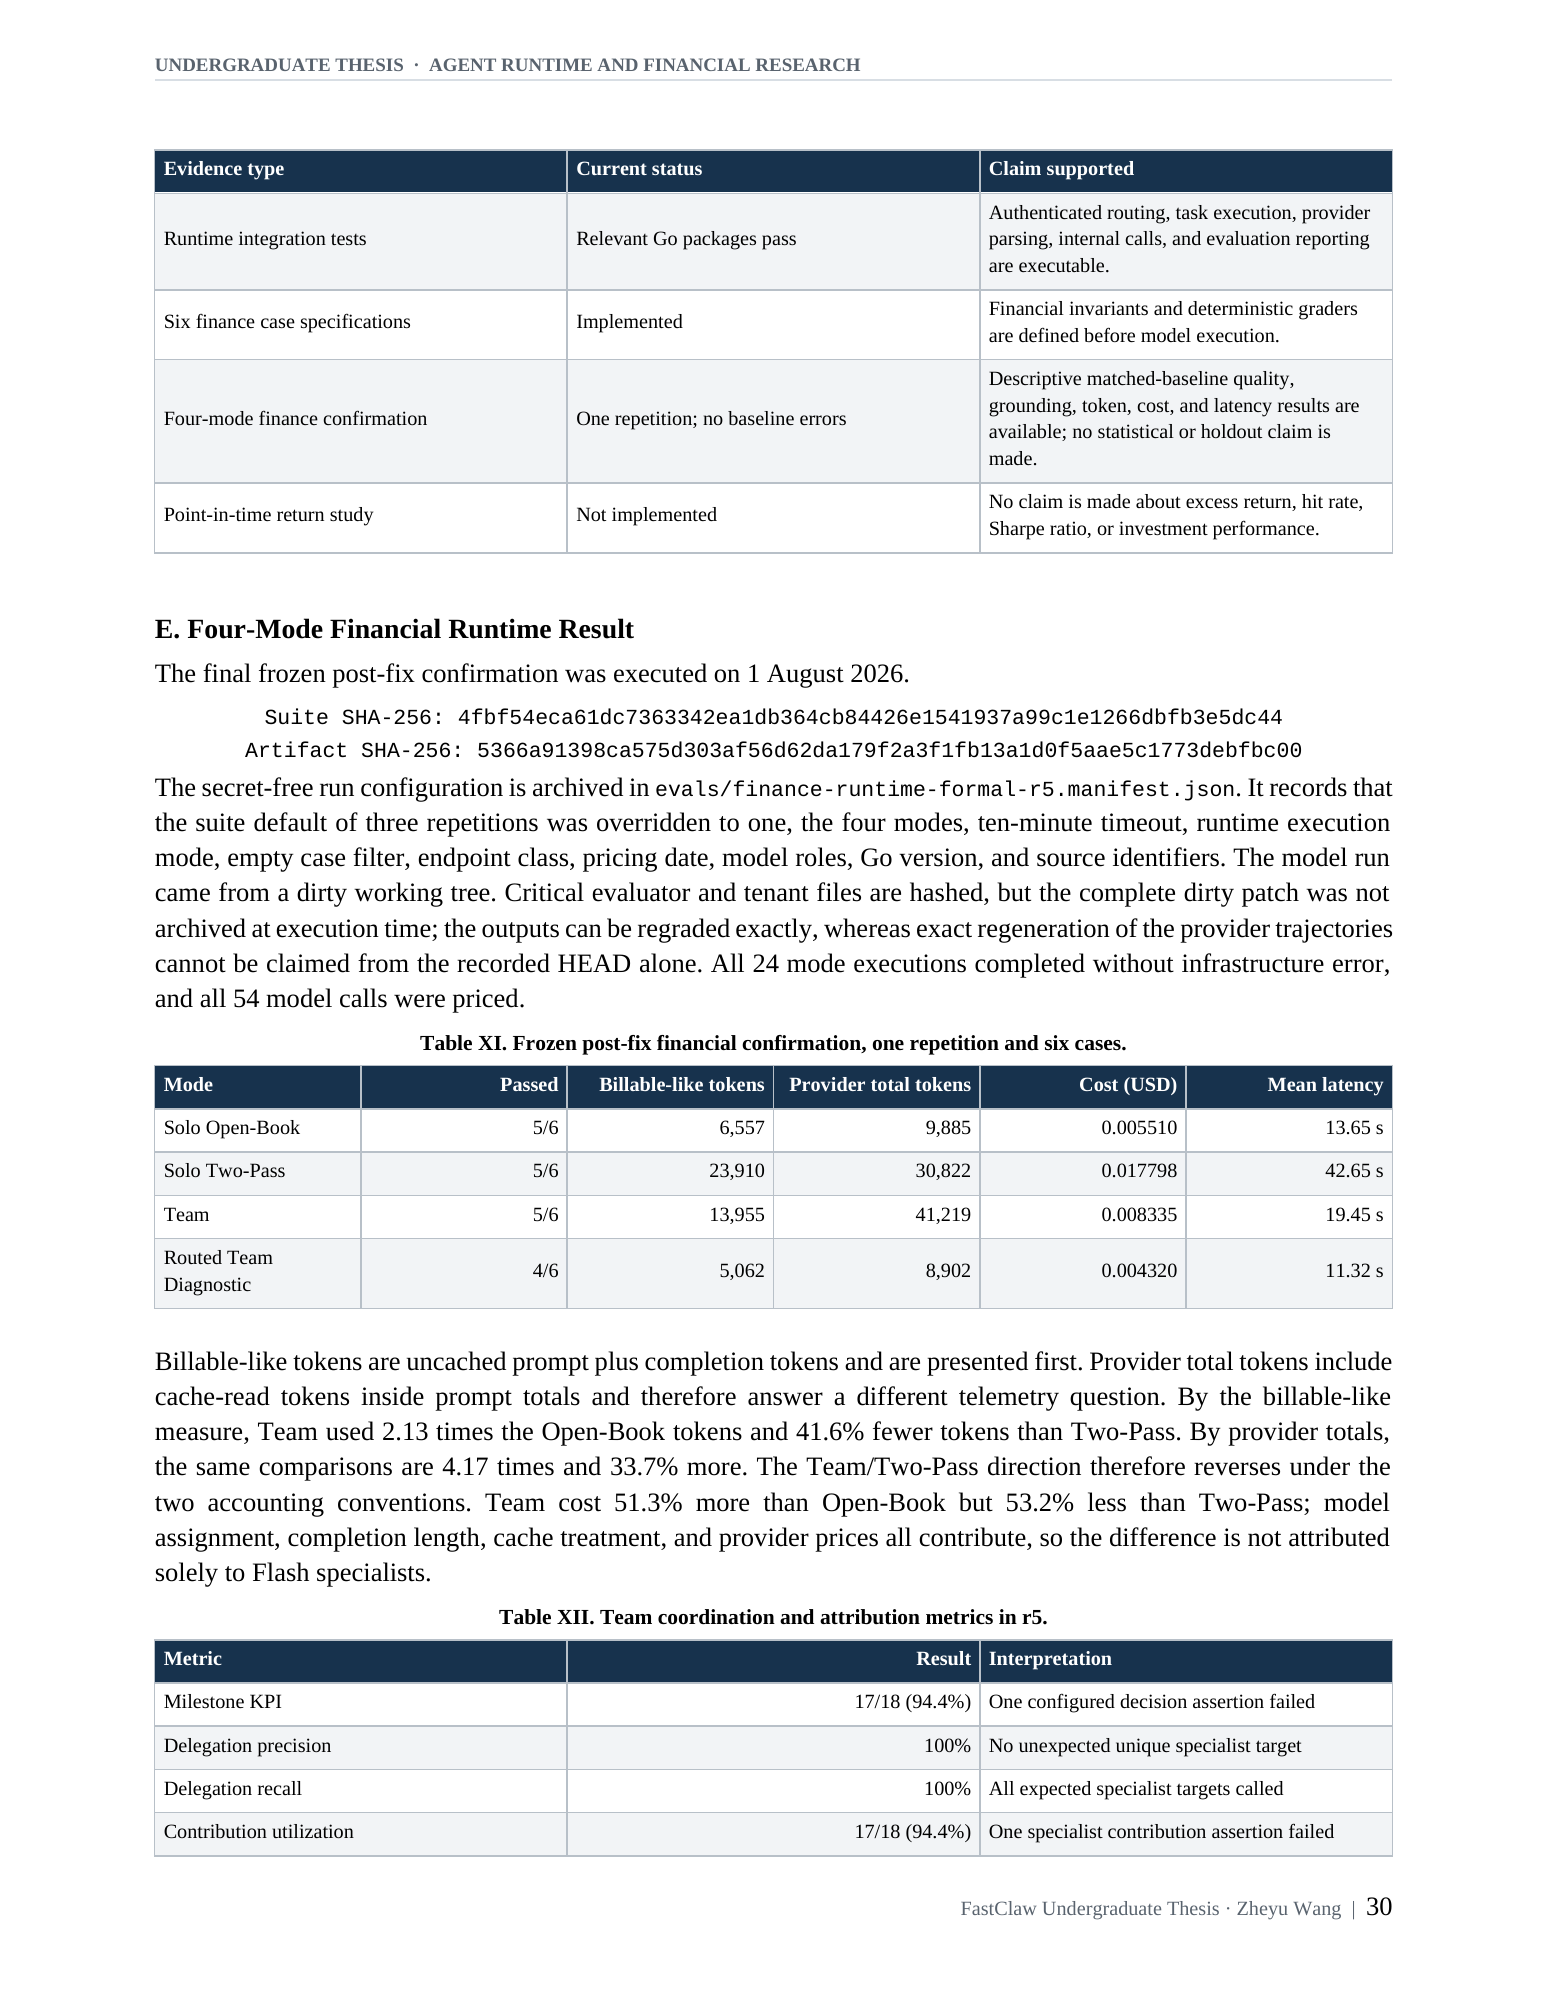 UNDERGRADUATE THESIS · AGENT RUNTIME AND FINANCIAL RESEARCH
Evidence type Current status Claim supported
Runtime integration tests Relevant Go packages pass Authenticated routing, task execution, provider
parsing, internal calls, and evaluation reporting
are executable.
Six finance case specifications Implemented Financial invariants and deterministic graders
are defined before model execution.
Four-mode finance confirmation One repetition; no baseline errors Descriptive matched-baseline quality,
grounding, token, cost, and latency results are
available; no statistical or holdout claim is
made.
Point-in-time return study Not implemented No claim is made about excess return, hit rate,
Sharpe ratio, or investment performance.
E. Four-Mode Financial Runtime Result
The final frozen post-fix confirmation was executed on 1 August 2026.
Suite SHA-256: 4fbf54eca61dc7363342ea1db364cb84426e1541937a99c1e1266dbfb3e5dc44
Artifact SHA-256: 5366a91398ca575d303af56d62da179f2a3f1fb13a1d0f5aae5c1773debfbc00
The secret-free run configuration is archived in evals/finance-runtime-formal-r5.manifest.json. It records that
the suite default of three repetitions was overridden to one, the four modes, ten-minute timeout, runtime execution
mode, empty case filter, endpoint class, pricing date, model roles, Go version, and source identifiers. The model run
came from a dirty working tree. Critical evaluator and tenant files are hashed, but the complete dirty patch was not
archived at execution time; the outputs can be regraded exactly, whereas exact regeneration of the provider trajectories
cannot be claimed from the recorded HEAD alone. All 24 mode executions completed without infrastructure error,
and all 54 model calls were priced.
Table XI. Frozen post-fix financial confirmation, one repetition and six cases.
Mode Passed Billable-like tokens Provider total tokens Cost (USD) Mean latency
Solo Open-Book 5/6 6,557 9,885 0.005510 13.65 s
Solo Two-Pass 5/6 23,910 30,822 0.017798 42.65 s
Team 5/6 13,955 41,219 0.008335 19.45 s
Routed Team
Diagnostic 4/6 5,062 8,902 0.004320 11.32 s
Billable-like tokens are uncached prompt plus completion tokens and are presented first. Provider total tokens include
cache-read tokens inside prompt totals and therefore answer a different telemetry question. By the billable-like
measure, Team used 2.13 times the Open-Book tokens and 41.6% fewer tokens than Two-Pass. By provider totals,
the same comparisons are 4.17 times and 33.7% more. The Team/Two-Pass direction therefore reverses under the
two accounting conventions. Team cost 51.3% more than Open-Book but 53.2% less than Two-Pass; model
assignment, completion length, cache treatment, and provider prices all contribute, so the difference is not attributed
solely to Flash specialists.
Table XII. Team coordination and attribution metrics in r5.
Metric Result Interpretation
Milestone KPI 17/18 (94.4%) One configured decision assertion failed
Delegation precision 100% No unexpected unique specialist target
Delegation recall 100% All expected specialist targets called
Contribution utilization 17/18 (94.4%) One specialist contribution assertion failed
FastClaw Undergraduate Thesis · Zheyu Wang | 30